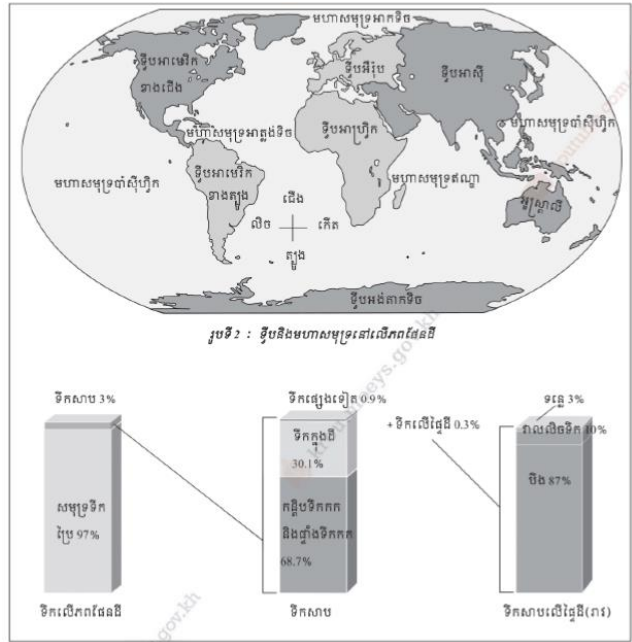 មហាសមុទ្រអាកទិច
ទ្វីបអាមេរិក
ខាងជើង
ទ្វីបអឺរ៉ុប
ទ្វីបអាស៊ី
មហាសមុទ្រអាត្លង់ទិច
ទ្វីបអាហ្វ្រិក
មហាសមុទ្រប៉ាស៊ីហ្វិក
មហាសមុទ្រប៉ាស៊ីហ្វិក
ទ្វីបអាមេរិក
ខាងត្បូង
មហាសមុទ្រឥណ្ឌា
អូស្ត្រាលី
ជើង
លិច
កើត
ត្បូង
ទ្វីបអង់តាកទិច
រូបទី 2 : ទ្វីបនិងមហាសមុទ្រនៅលើភពផែនដី
ទឹកសាប 3%
សមុទ្រទឹក
ប្រៃ 97%
ទឹកលើភពផែនដី
ទឹកផ្សេងទៀត 0.9%
ទឹកក្នុងដី
30.1%
កន្តិបទឹកកក
និងផ្ទាំងទឹកកក
68.7%
ទឹកសាប
+ ទឹកលើផ្ទៃដី 0.3%
ទន្លេ 3%
វាលលិចទឹក 10%
បឹង 87%
ទឹកសាបលើផ្ទៃដី(រាវ)